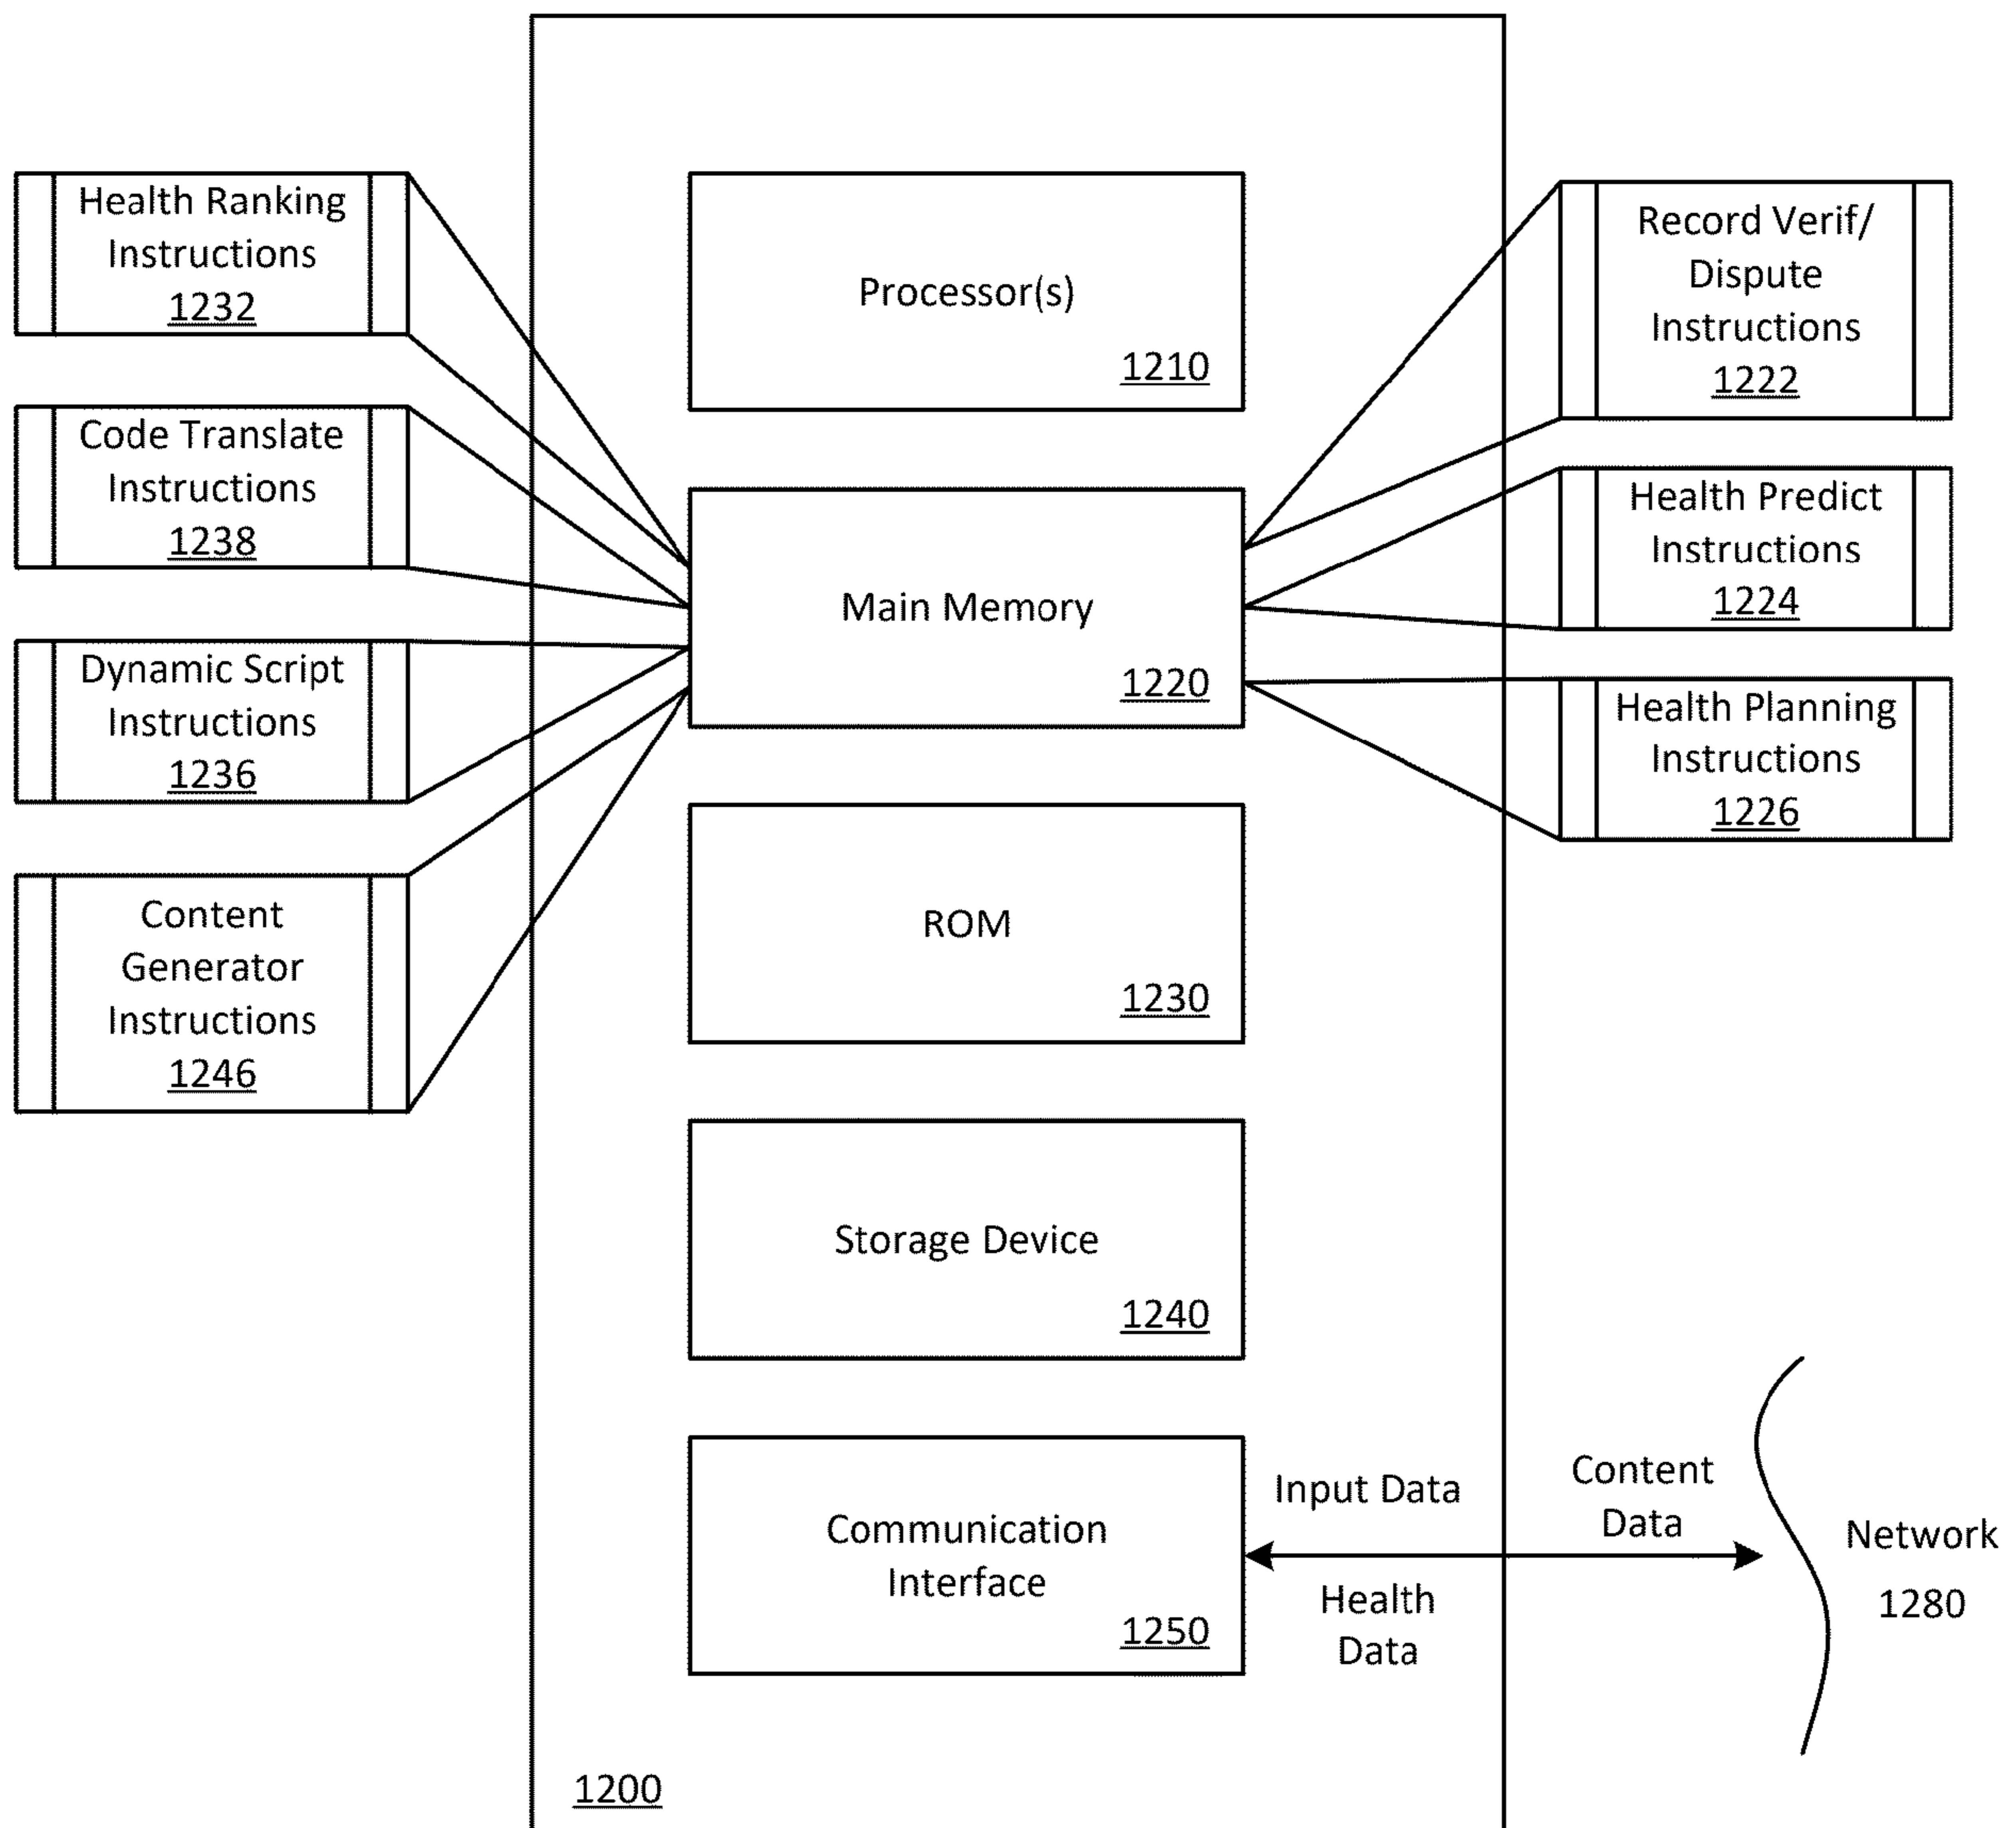 Health Ranking
Instructions
1232
Code Translate
Instructions
1238
Dynamic Script
Instructions
1236
Content
Generator
Instructions
1246
Processor(s)
1210
Main Memory
1220
ROM
1230
Storage Device
1240
Communication
Interface
1250
1200
Record Verif/
Dispute
Instructions
1222
Health Predict
Instructions
1224
Health Planning
Instructions
1226
Input Data
Health
Data
Content
Data
Network
1280